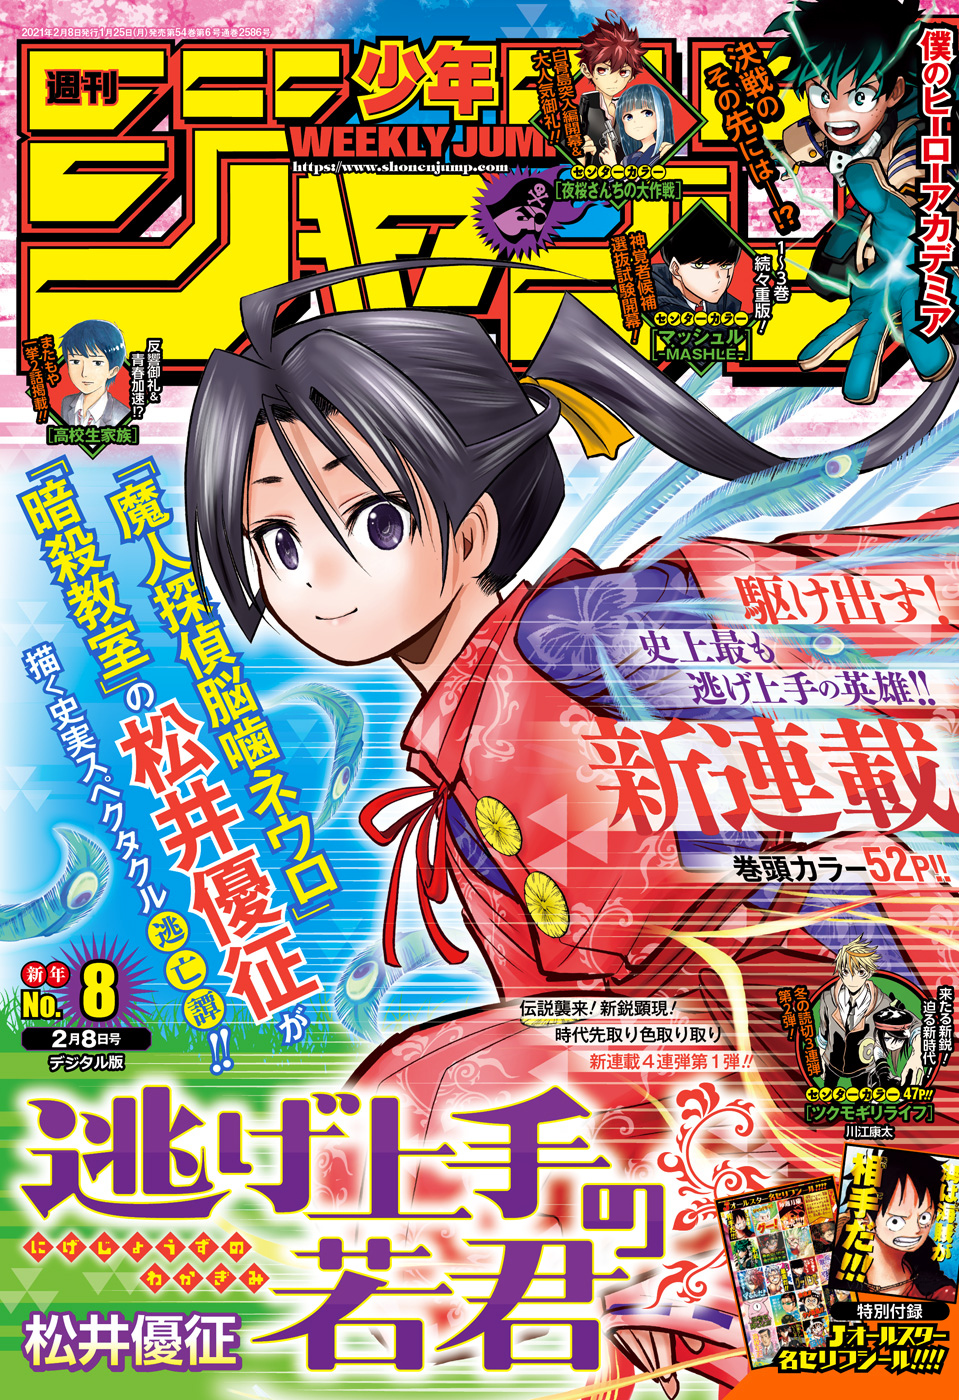 2021年2月8日発行1月25日(月)発売第54巻第6号通巻2586号
週刊
少年
ジャンプ
WEEKLY JUM
https://www.shonenjump.com
白骨島突入編開幕&
大人気御礼!!
センターカラー
[夜桜さんちの大作戦]
決戦の
その先には―!?
僕のヒーローアカデミア
1～3巻
続々重版!
神覚者候補
選抜試験開幕!!
センターカラー
マッシュル
-MASHLE-
反響御礼&
青春加速!?
またもや
一挙2話掲載!!
[高校生家族]
「魔人探偵脳噛ネウロ」
「暗殺教室」の
松井優征が
描く史実スペクタクル逃亡譚!!
駆け出す!
史上最も
逃げ上手の英雄!!
新連載
巻頭カラー52P!!
新年
No.8
2月8日号
デジタル版
伝説襲来!新鋭顕現!
時代先取り色取り取り
新連載4連弾第1弾!!
来たる新鋭!
迫る新時代!
冬の読切3連弾
第2弾!
センターカラー47P!!
[ツクモギリライフ]
川江康太
逃げ上手の
若君
にげじょうずの
わかぎみ
松井優征
オールスター名セリフシール!!!!
相手だ!!!
特別付録
Jオールスター
名セリフシール!!!!